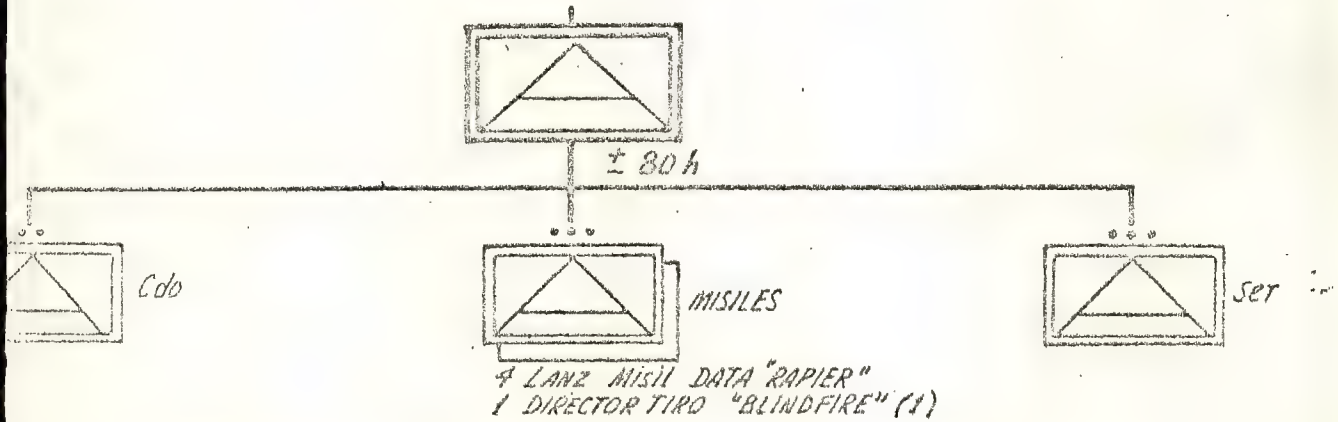 ± 80 h
Cdo
MISILES
Ser
4 LANZ MISIL DATA "RAPIER"
1 DIRECTOR TIRO "BLINDFIRE" (1)